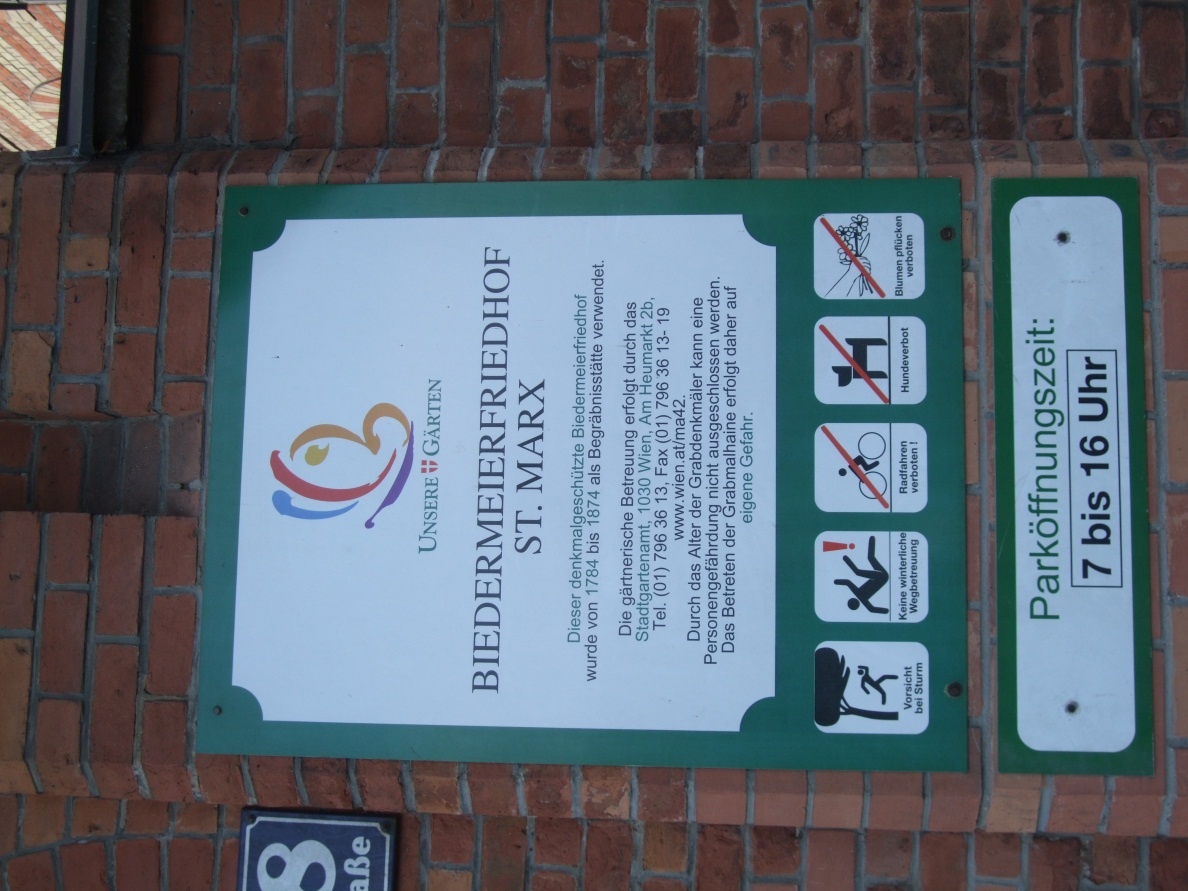 UNSERE GÄRTEN
BIEDERMEIERFRIEDHOF
ST. MARX
Dieser denkmalgeschützte Biedermeierfriedhof
wurde von 1784 bis 1874 als Begräbnisstätte verwendet.
Die gärtnerische Betreuung erfolgt durch das
Stadtgartenamt, 1030 Wien, Am Heumarkt 2b,
Tel. (01) 796 36 13, Fax (01) 796 36 13- 19
www.wien.at/ma42.
Durch das Alter der Grabdenkmäler kann eine
Personengefährdung nicht ausgeschlossen werden.
Das Betreten der Grabmalhaine erfolgt daher auf
eigene Gefahr.
Vorsicht
bei Sturm
Keine winterliche
Wegbetreuung
Radfahren
verboten !
Hundeverbot
Blumen pflücken
verboten
Parköffnungszeit:
7 bis 16 Uhr
8
aße